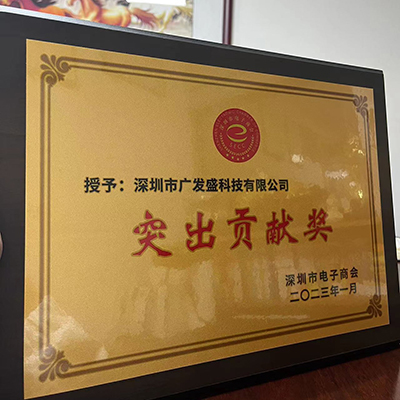 授予：深圳市广发盛科技有限公司
突出贡献奖
深圳市电子商会
二〇二三年一月